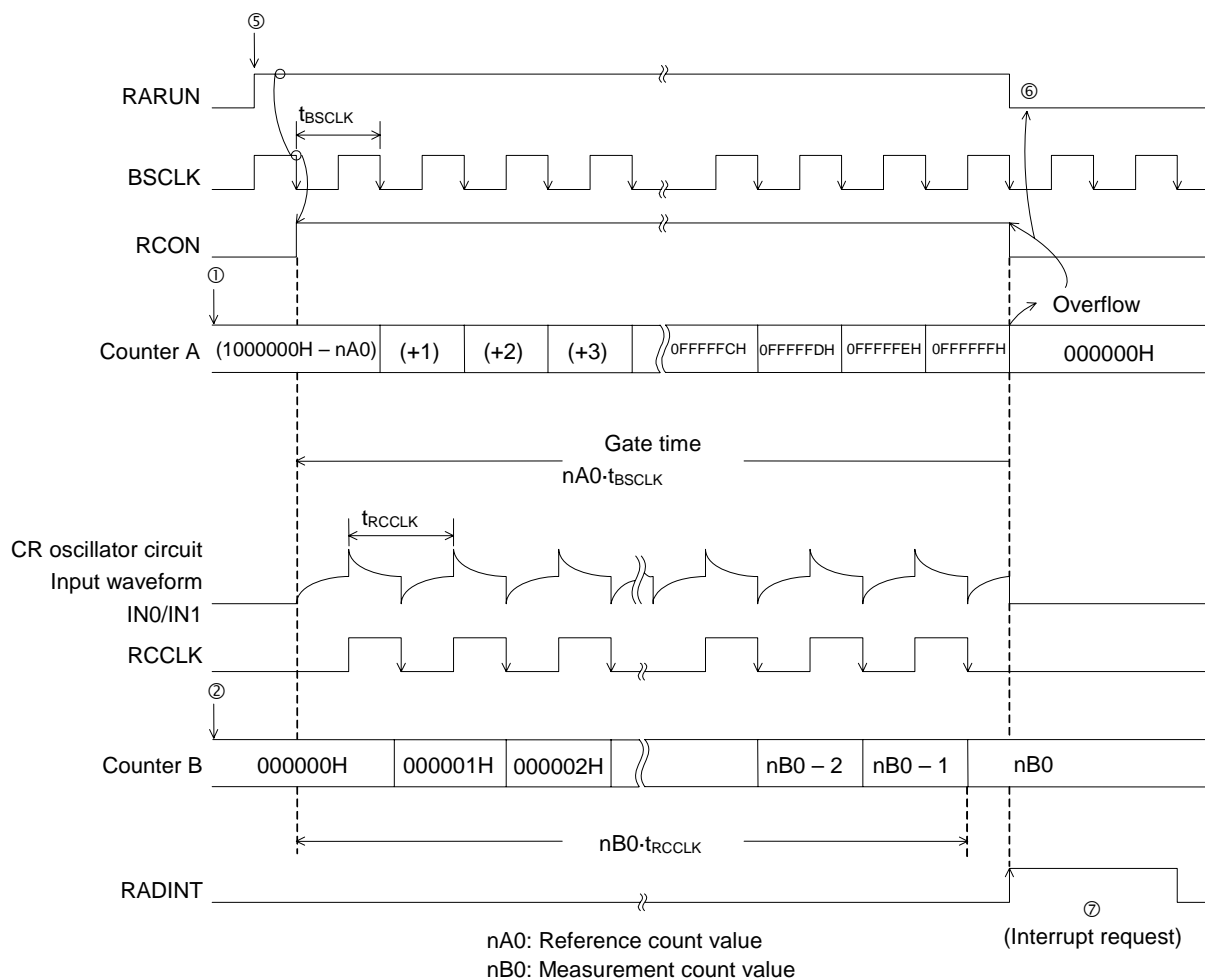 ⑤
RARUN
⑥
tBSCLK
BSCLK
RCON
①
Overflow
Counter A
(1000000H – nA0)
(+1)
(+2)
(+3)
0FFFFFCH
0FFFFFDH
0FFFFFEH
0FFFFFFH
000000H
Gate time
nA0·tBSCLK
tRCCLK
CR oscillator circuit
Input waveform
IN0/IN1
RCCLK
②
Counter B
000000H
000001H
000002H
nB0 – 2
nB0 – 1
nB0
nB0·tRCCLK
RADINT
⑦
(Interrupt request)
nA0: Reference count value
nB0: Measurement count value